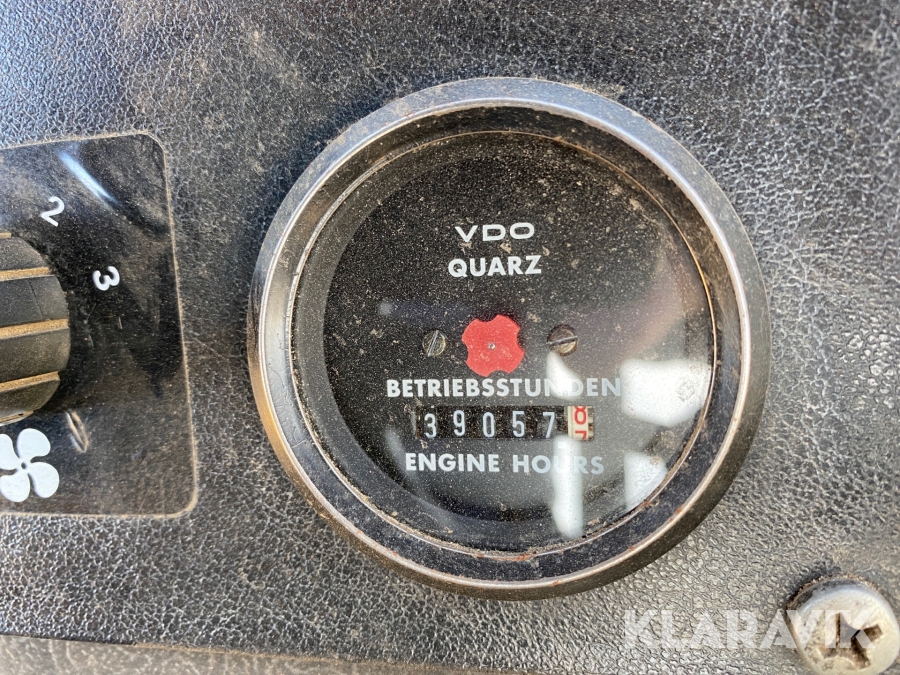 2
3
VDO
QUARZ
BETRIEBSSTUNDEN
39057
ENGINE HOURS
KLARAVIK